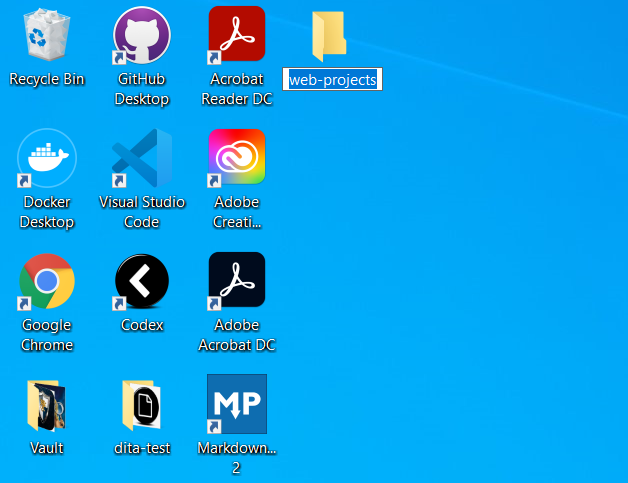 Recycle Bin
GitHub
Desktop
Acrobat
Reader DC
web-projects
Docker
Desktop
Visual Studio
Code
Adobe
Creati...
Google
Chrome
Codex
Adobe
Acrobat DC
Vault
dita-test
MP
Markdown...
2